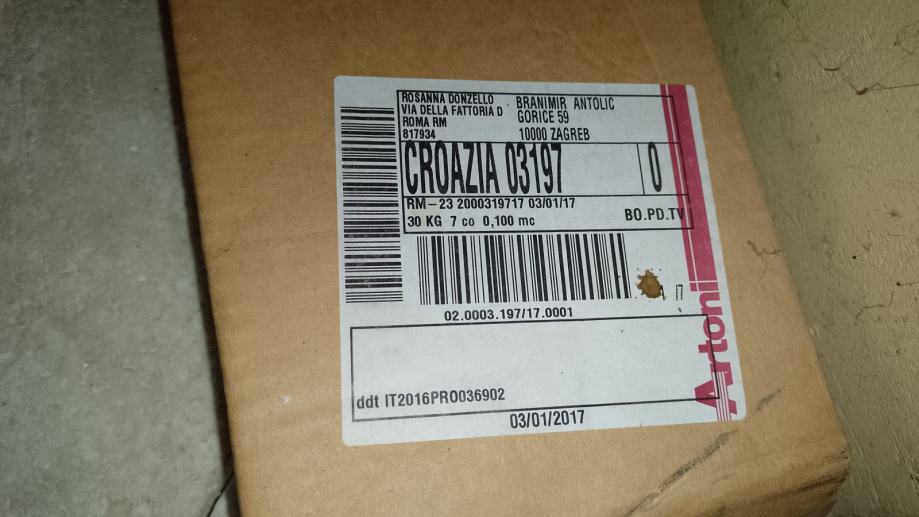 ROSANNA DONZELLO
VIA DELLA FATTORIA D
ROMA RM
817934
BRANIMIR ANTOLIC
GORICE 59
10000 ZAGREB
CROAZIA 03197
0
RM-23 2000319717 03/01/17
30 KG 7 co 0,100 mc
BO.PD.TV
/7
02.0003.197/17.0001
ddt IT2016PRO036902
03/01/2017
Artoni